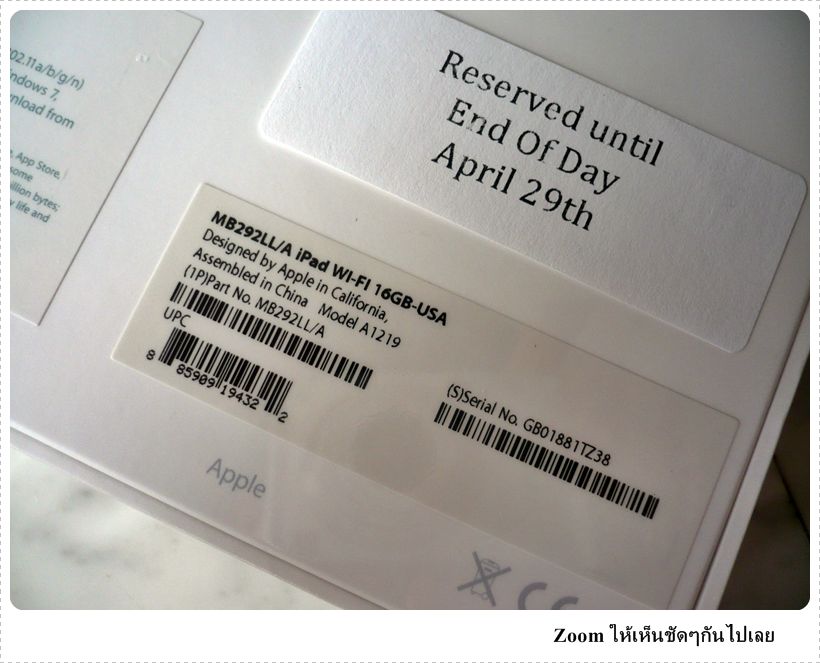 02.11a/b/g/n)
ndows 7,
nload from
, App Store,
some
illion bytes;
y life and
Reserved until
End Of Day
April 29th
MB292LL/A iPad WI-FI 16GB-USA
Designed by Apple in California,
Assembled in China Model A1219
(1P)Part No. MB292LL/A
UPC
8 85909 19432 2
(S)Serial No. GB01881TZ38
Apple
CE
Zoom ให้เห็นชัดๆกันไปเลย